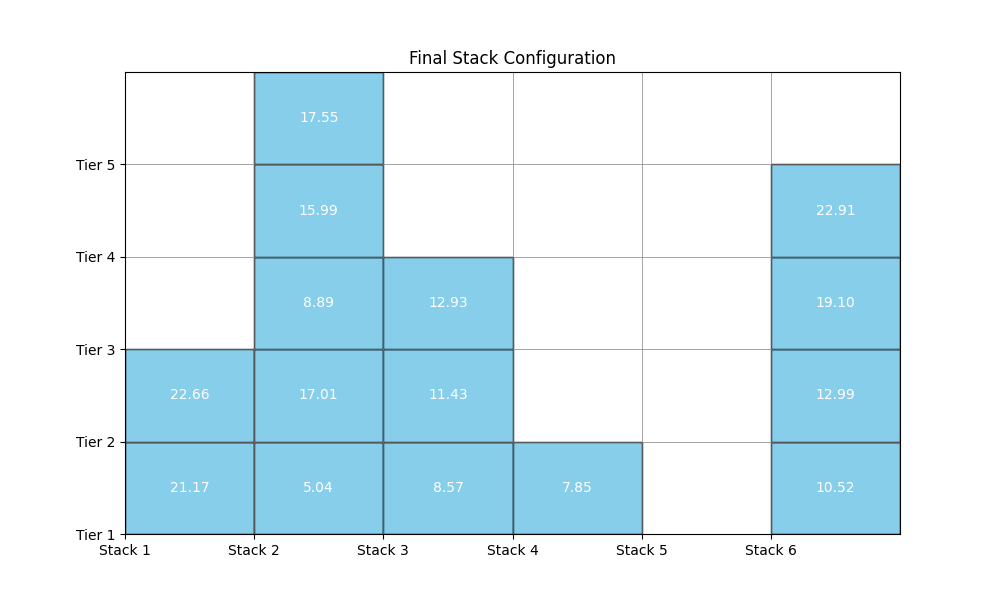 Final Stack Configuration
17.55
Tier 5
15.99
22.91
Tier 4
8.89
12.93
19.10
Tier 3
22.66
17.01
11.43
12.99
Tier 2
21.17
5.04
8.57
7.85
10.52
Tier 1
Stack 1
Stack 2
Stack 3
Stack 4
Stack 5
Stack 6